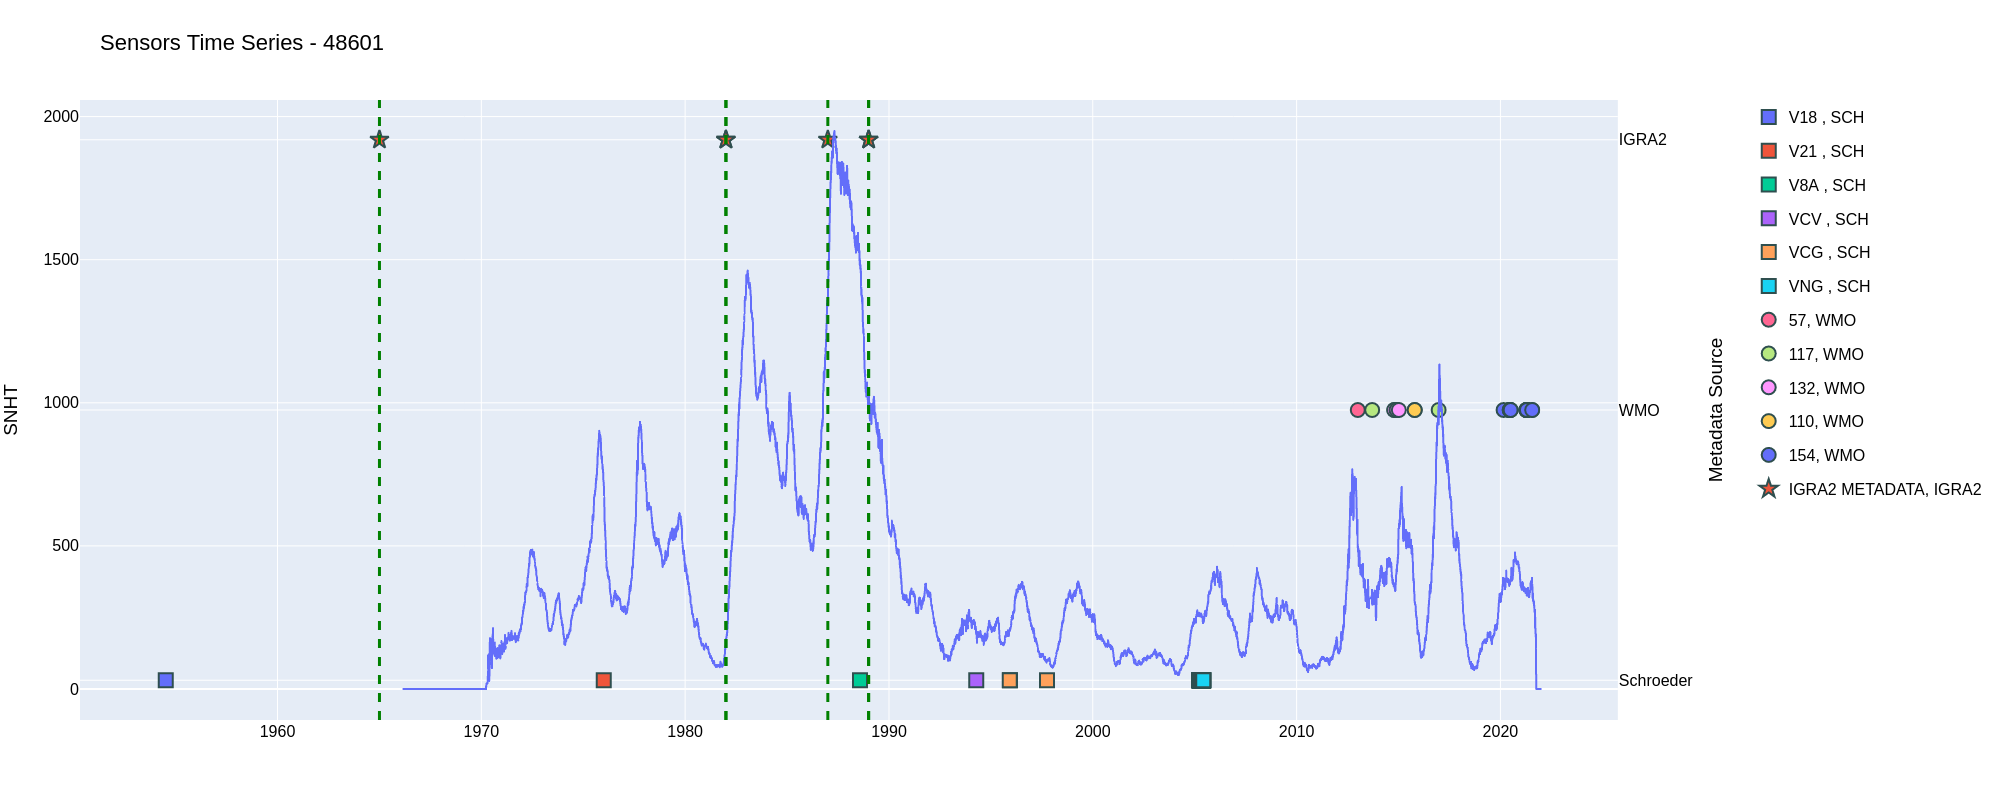 Sensors Time Series - 48601
2000
1500
1000
500
0
SNHT
1960
1970
1980
1990
2000
2010
2020
IGRA2
WMO
Schroeder
Metadata Source
V18 , SCH
V21 , SCH
V8A , SCH
VCV , SCH
VCG , SCH
VNG , SCH
57, WMO
117, WMO
132, WMO
110, WMO
154, WMO
IGRA2 METADATA, IGRA2